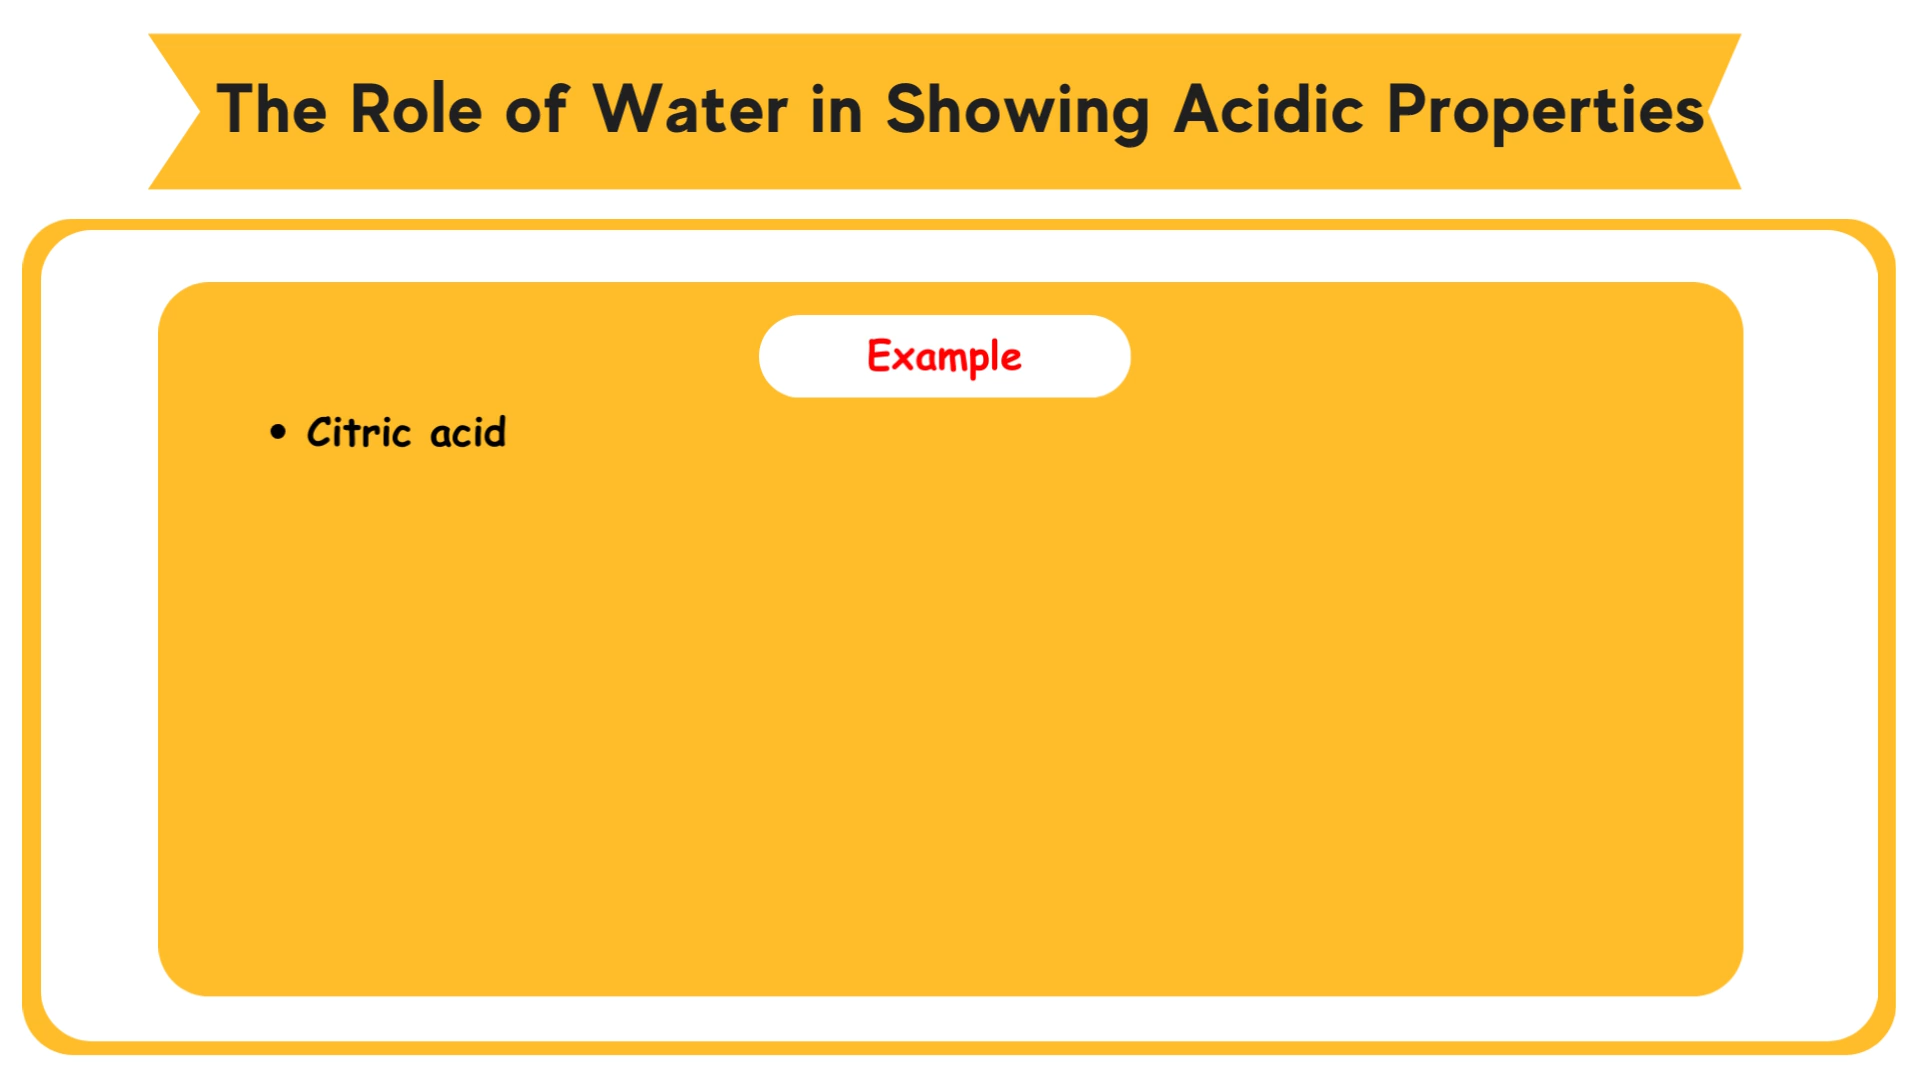 The Role of Water in Showing Acidic Properties
Example
• Citric acid